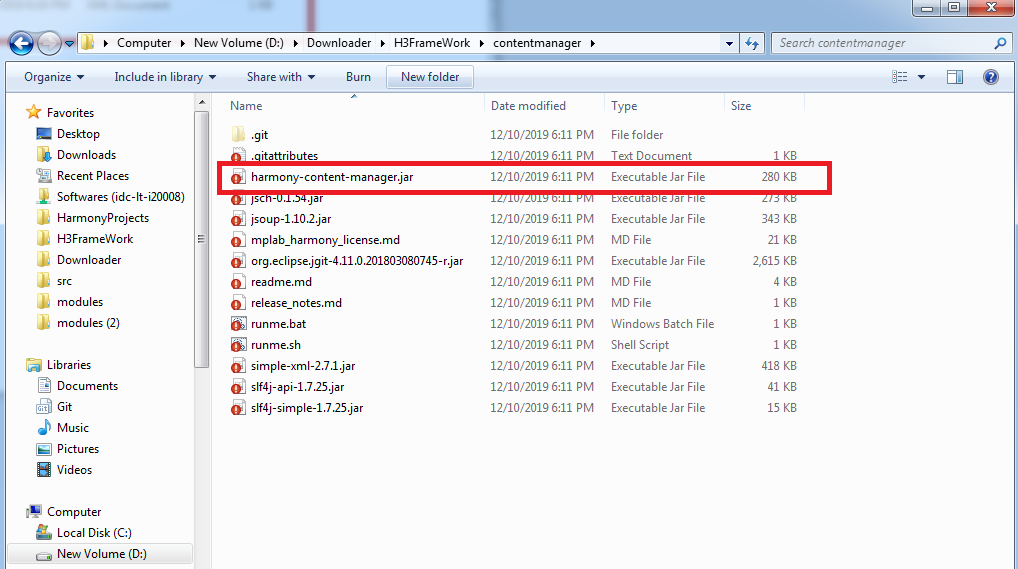 XML Document 1 KB
Computer New Volume (D:) Downloader H3FrameWork contentmanager Search contentmanager
Organize Include in library Share with Burn New folder
Favorites
Desktop
Downloads
Recent Places
Softwares (idc-lt-i20008)
HarmonyProjects
H3FrameWork
Downloader
src
modules
modules (2)
Libraries
Documents
Git
Music
Pictures
Videos
Computer
Local Disk (C:)
New Volume (D:)
Name Date modified Type Size
.git 12/10/2019 6:11 PM File folder
.gitattributes 12/10/2019 6:11 PM Text Document 1 KB
harmony-content-manager.jar 12/10/2019 6:11 PM Executable Jar File 280 KB
jsch-0.1.54.jar 12/10/2019 6:11 PM Executable Jar File 273 KB
jsoup-1.10.2.jar 12/10/2019 6:11 PM Executable Jar File 343 KB
mplab_harmony_license.md 12/10/2019 6:11 PM MD File 21 KB
org.eclipse.jgit-4.11.0.201803080745-r.jar 12/10/2019 6:11 PM Executable Jar File 2,615 KB
readme.md 12/10/2019 6:11 PM MD File 4 KB
release_notes.md 12/10/2019 6:11 PM MD File 1 KB
runme.bat 12/10/2019 6:11 PM Windows Batch File 1 KB
runme.sh 12/10/2019 6:11 PM Shell Script 1 KB
simple-xml-2.7.1.jar 12/10/2019 6:11 PM Executable Jar File 418 KB
slf4j-api-1.7.25.jar 12/10/2019 6:11 PM Executable Jar File 41 KB
slf4j-simple-1.7.25.jar 12/10/2019 6:11 PM Executable Jar File 15 KB